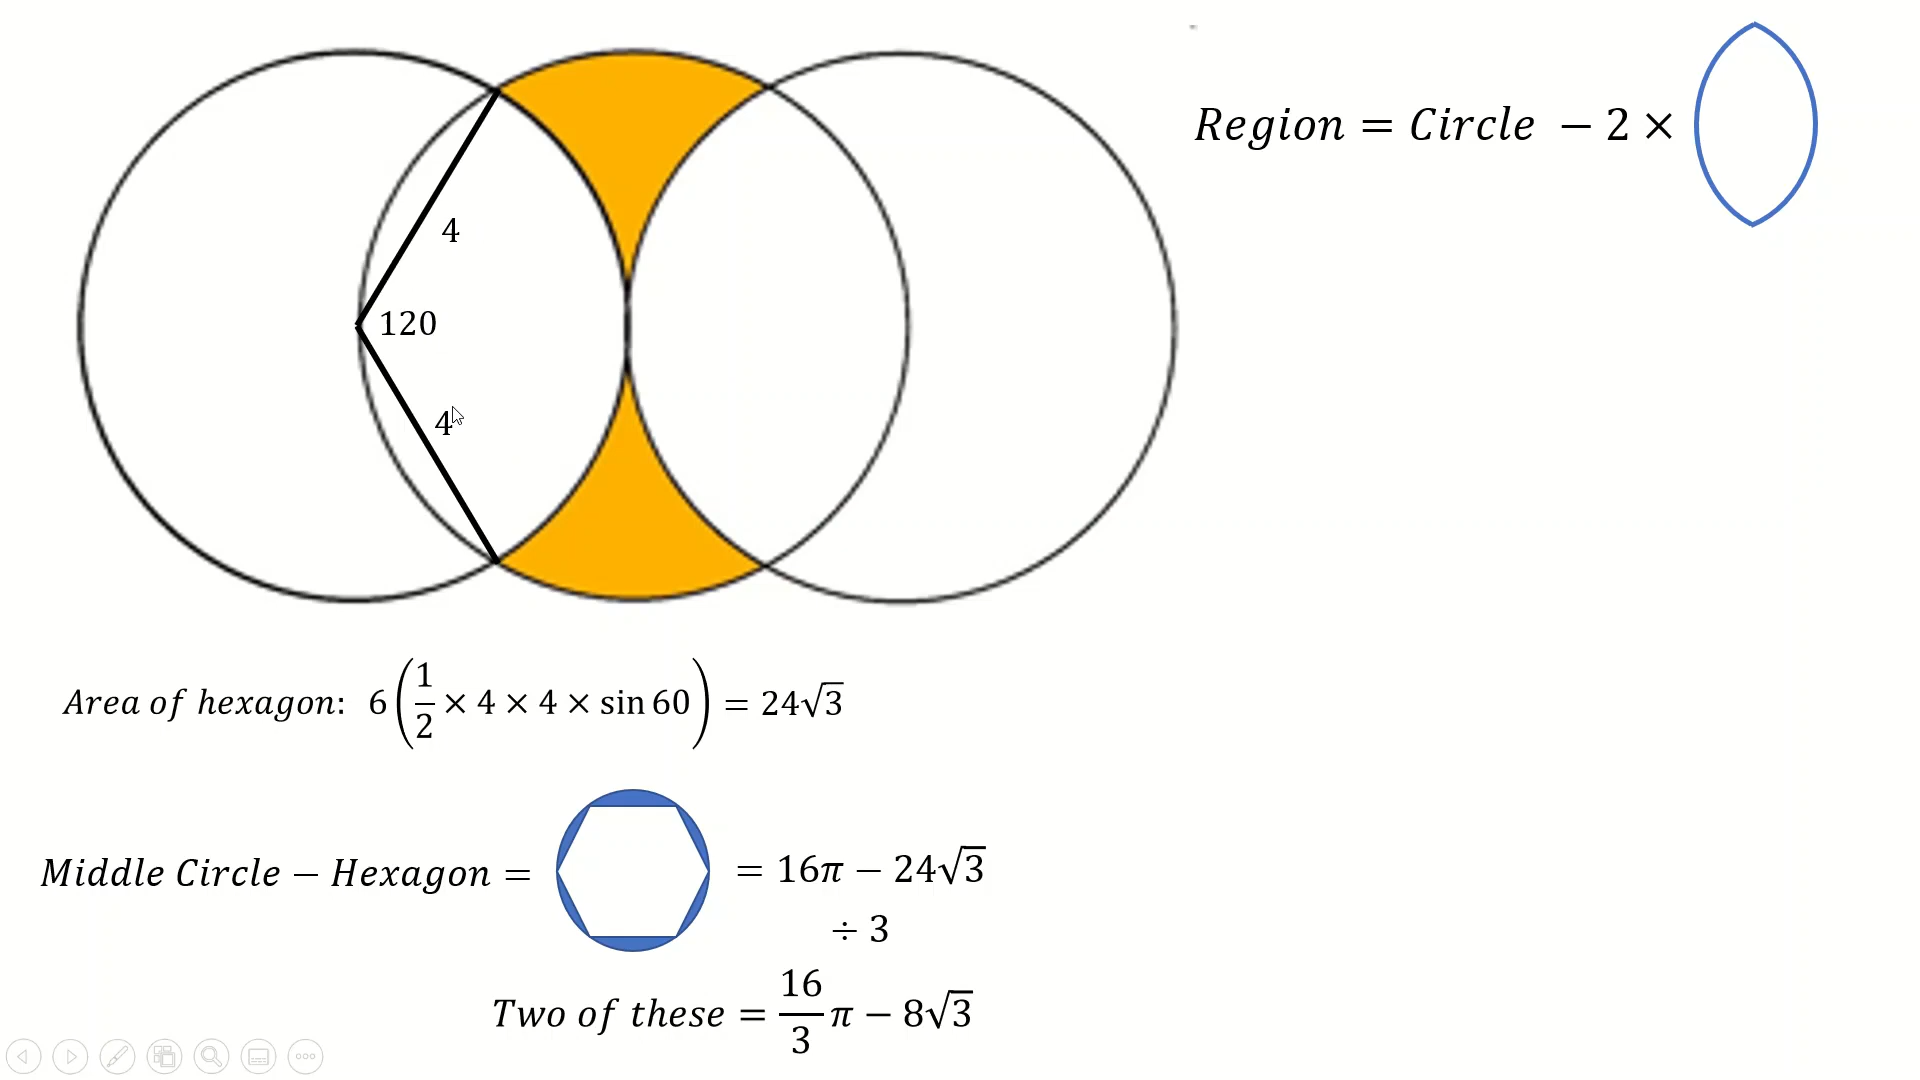 Region = Circle − 2 ×
4
120
4
Area of hexagon: 6(1/2 × 4 × 4 × sin 60) = 24√3
Middle Circle − Hexagon = = 16π − 24√3
÷ 3
Two of these = 16/3 π − 8√3